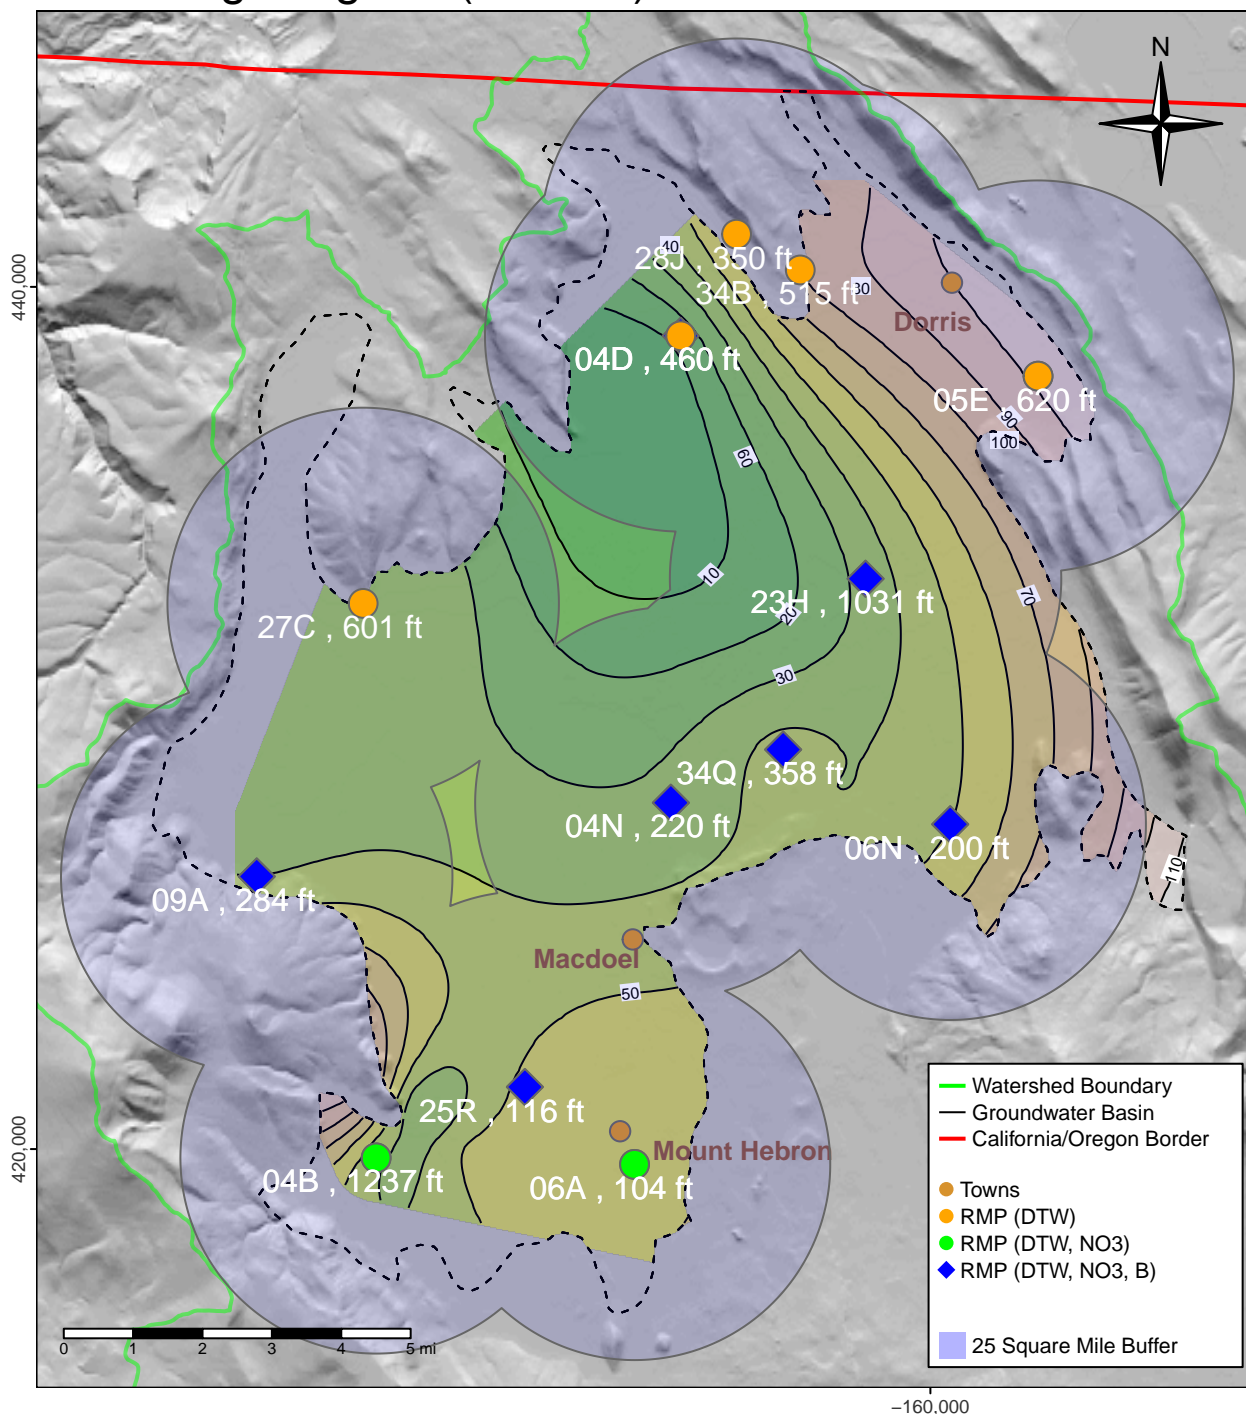 N
440,000
420,000
−160,000
40
28J , 350 ft
34B , 515 ft
80
Dorris
04D , 460 ft
05E , 620 ft
90
100
60
10
20
23H , 1031 ft
70
27C , 601 ft
30
34Q , 358 ft
04N , 220 ft
06N , 200 ft
110
09A , 284 ft
Macdoel
50
25R , 116 ft
Mount Hebron
04B , 1237 ft
06A , 104 ft
Watershed Boundary
Groundwater Basin
California/Oregon Border
Towns
RMP (DTW)
RMP (DTW, NO3)
RMP (DTW, NO3, B)
25 Square Mile Buffer
0 1 2 3 4 5 mi